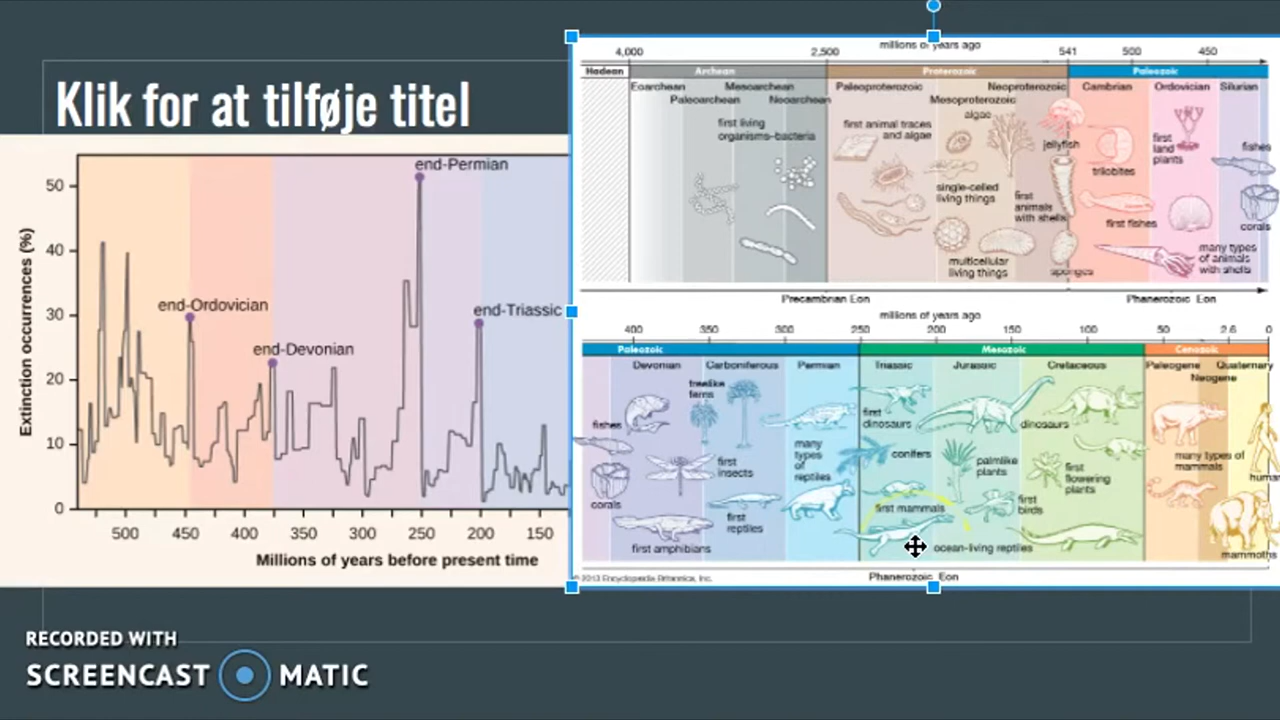 Klik for at tilføje titel
end-Permian
50
40
end-Ordovician
30
end-Triassic
end-Devonian
20
10
0
Extinction occurrences (%)
500 450 400 350 300 250 200 150
Millions of years before present time
millions of years ago
4,000 2,500 541 500 450
Hadean Archean Proterozoic Paleozoic
Eoarchean Mesoarchean Paleoproterozoic Neoproterozoic Cambrian Ordovician Silurian
Paleoarchean Neoarchean Mesoproterozoic
first living
organisms-bacteria
first animal traces
and algae
algae
jellyfish
single-celled
living things
first
animals
with shells
multicellular
living things
sponges
trilobites
first fishes
first
land
plants
many types
of animals
with shells
fishes
corals
Precambrian Eon Phanerozoic Eon
millions of years ago
400 350 300 250 200 150 100 50 2.6 0
Paleozoic Mesozoic Cenozoic
Devonian Carboniferous Permian Triassic Jurassic Cretaceous Paleogene Quaternary
Neogene
fishes
corals
first amphibians
treelike
ferns
first
insects
first
reptiles
many
types
of
reptiles
first
dinosaurs
conifers
first mammals
palmlike
plants
dinosaurs
first
birds
ocean-living reptiles
first
flowering
plants
many types of
mammals
human
mammoths
© 2013 Encyclopædia Britannica, Inc.
Phanerozoic Eon
RECORDED WITH
SCREENCAST MATIC